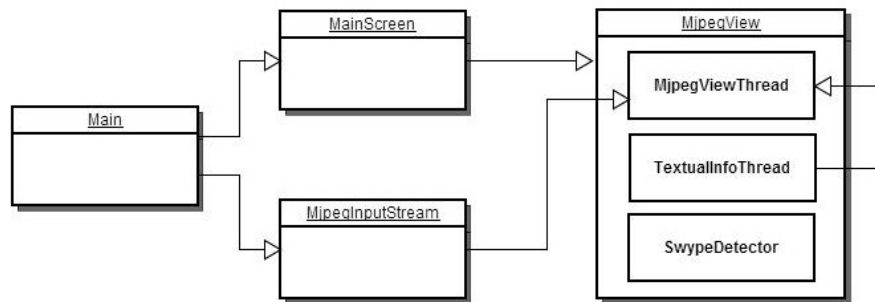 MainScreen
MjpegView
MjpegViewThread
Main
TextualInfoThread
MjpegInputStream
SwypeDetector